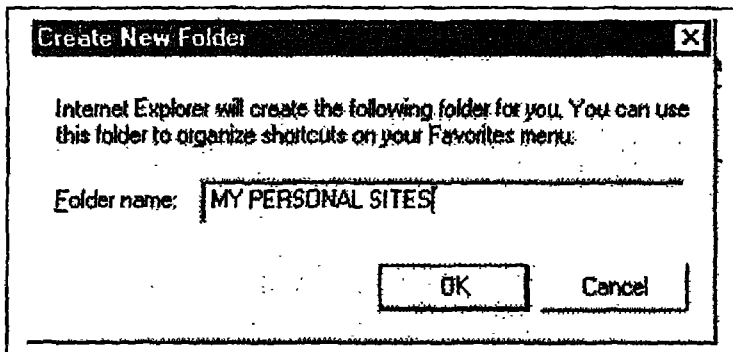 Create New Folder
Internet Explorer will create the following folder for you. You can use
this folder to organize shortcuts on your Favorites menu.
Folder name: MY PERSONAL SITES
OK Cancel